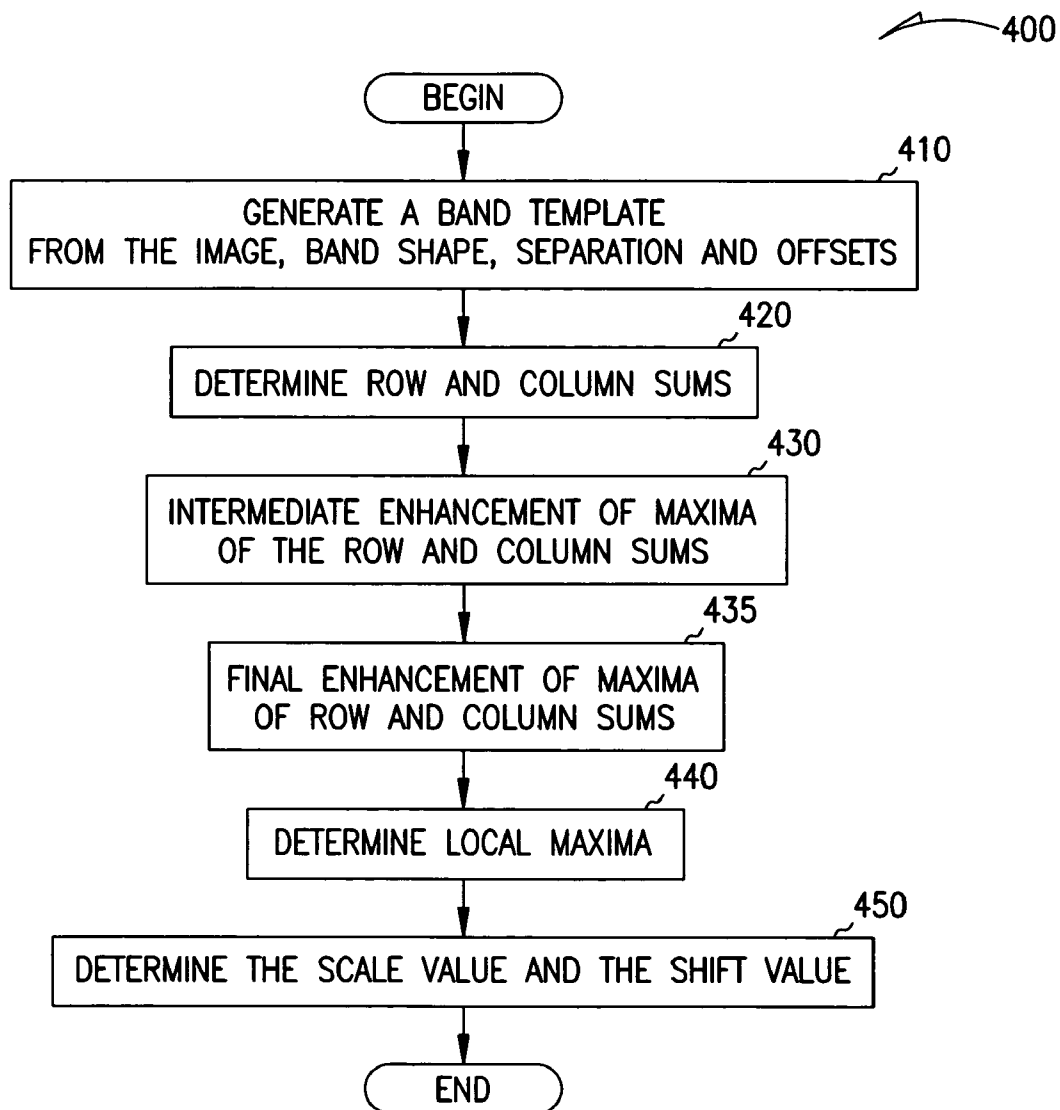 400
BEGIN
410
GENERATE A BAND TEMPLATE
FROM THE IMAGE, BAND SHAPE, SEPARATION AND OFFSETS
420
DETERMINE ROW AND COLUMN SUMS
430
INTERMEDIATE ENHANCEMENT OF MAXIMA
OF THE ROW AND COLUMN SUMS
435
FINAL ENHANCEMENT OF MAXIMA
OF ROW AND COLUMN SUMS
440
DETERMINE LOCAL MAXIMA
450
DETERMINE THE SCALE VALUE AND THE SHIFT VALUE
END